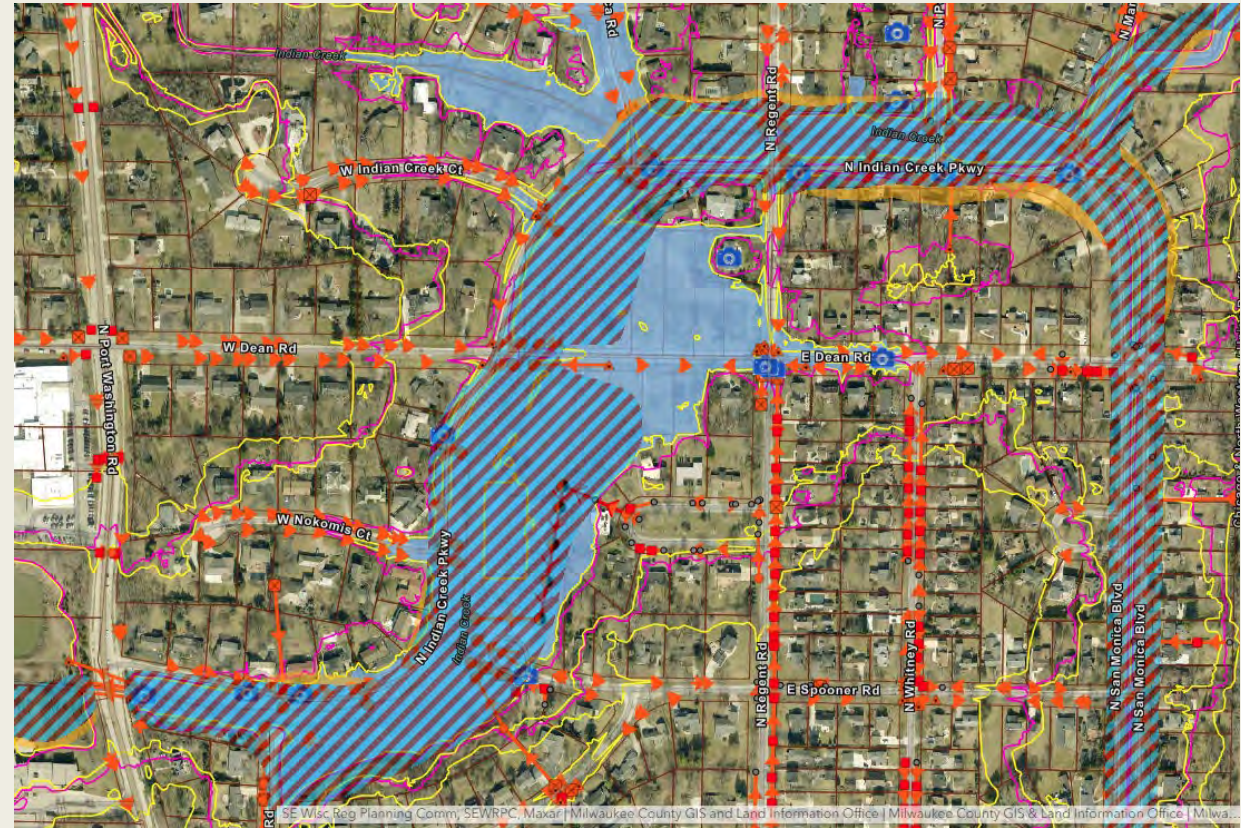 Indian Creek
N Regent Rd
Indian Creek
W Indian Creek Ct
N Indian Creek Pkwy
W Dean Rd
E Dean Rd
N Port Washington Rd
W Nokomis Ct
N Indian Creek Pkwy
Indian Creek
N San Monica Blvd
N San Monica Blvd
N Whitney Rd
N Regent Rd
E Spooner Rd
Rd
SE Wisc Reg Planning Comm, SEWRPC, Maxar | Milwaukee County GIS and Land Information Office | Milwaukee County GIS & Land Information Office | Milwa...